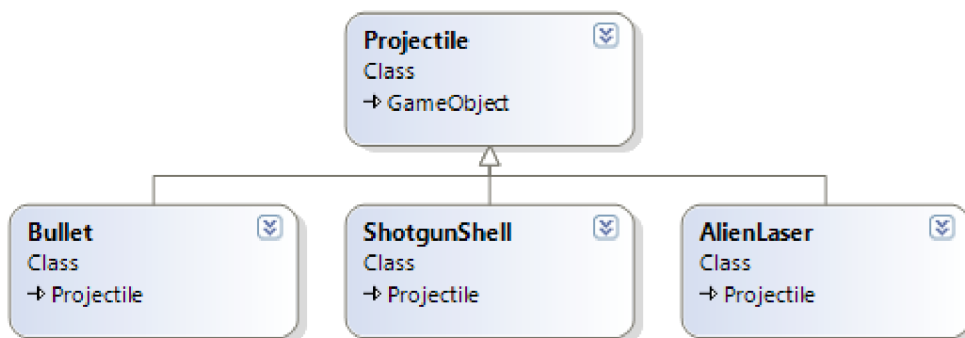 Projectile
Class
GameObject
Bullet
Class
Projectile
ShotgunShell
Class
Projectile
AlienLaser
Class
Projectile